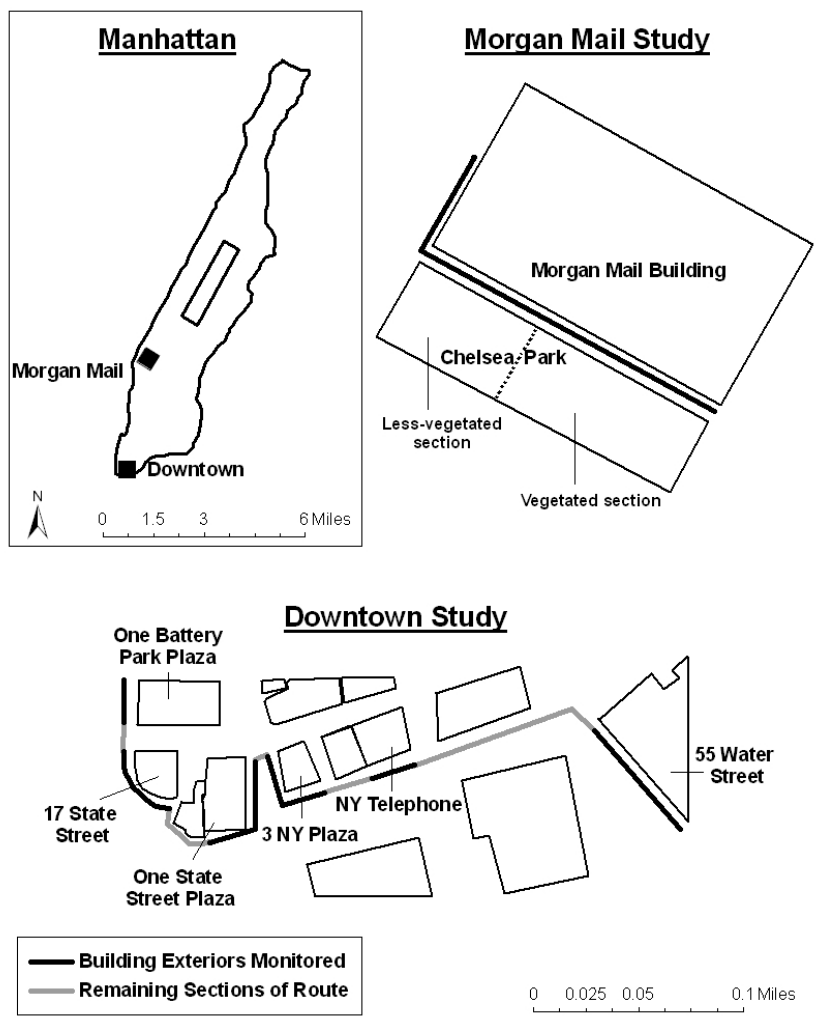 Manhattan
Morgan Mail
Downtown
N
0 1.5 3 6 Miles
Morgan Mail Study
Morgan Mail Building
Chelsea Park
Less-vegetated
section
Vegetated section
Downtown Study
One Battery
Park Plaza
17 State
Street
One State
Street Plaza
3 NY Plaza
NY Telephone
55 Water
Street
Building Exteriors Monitored
Remaining Sections of Route
0 0.025 0.05 0.1 Miles